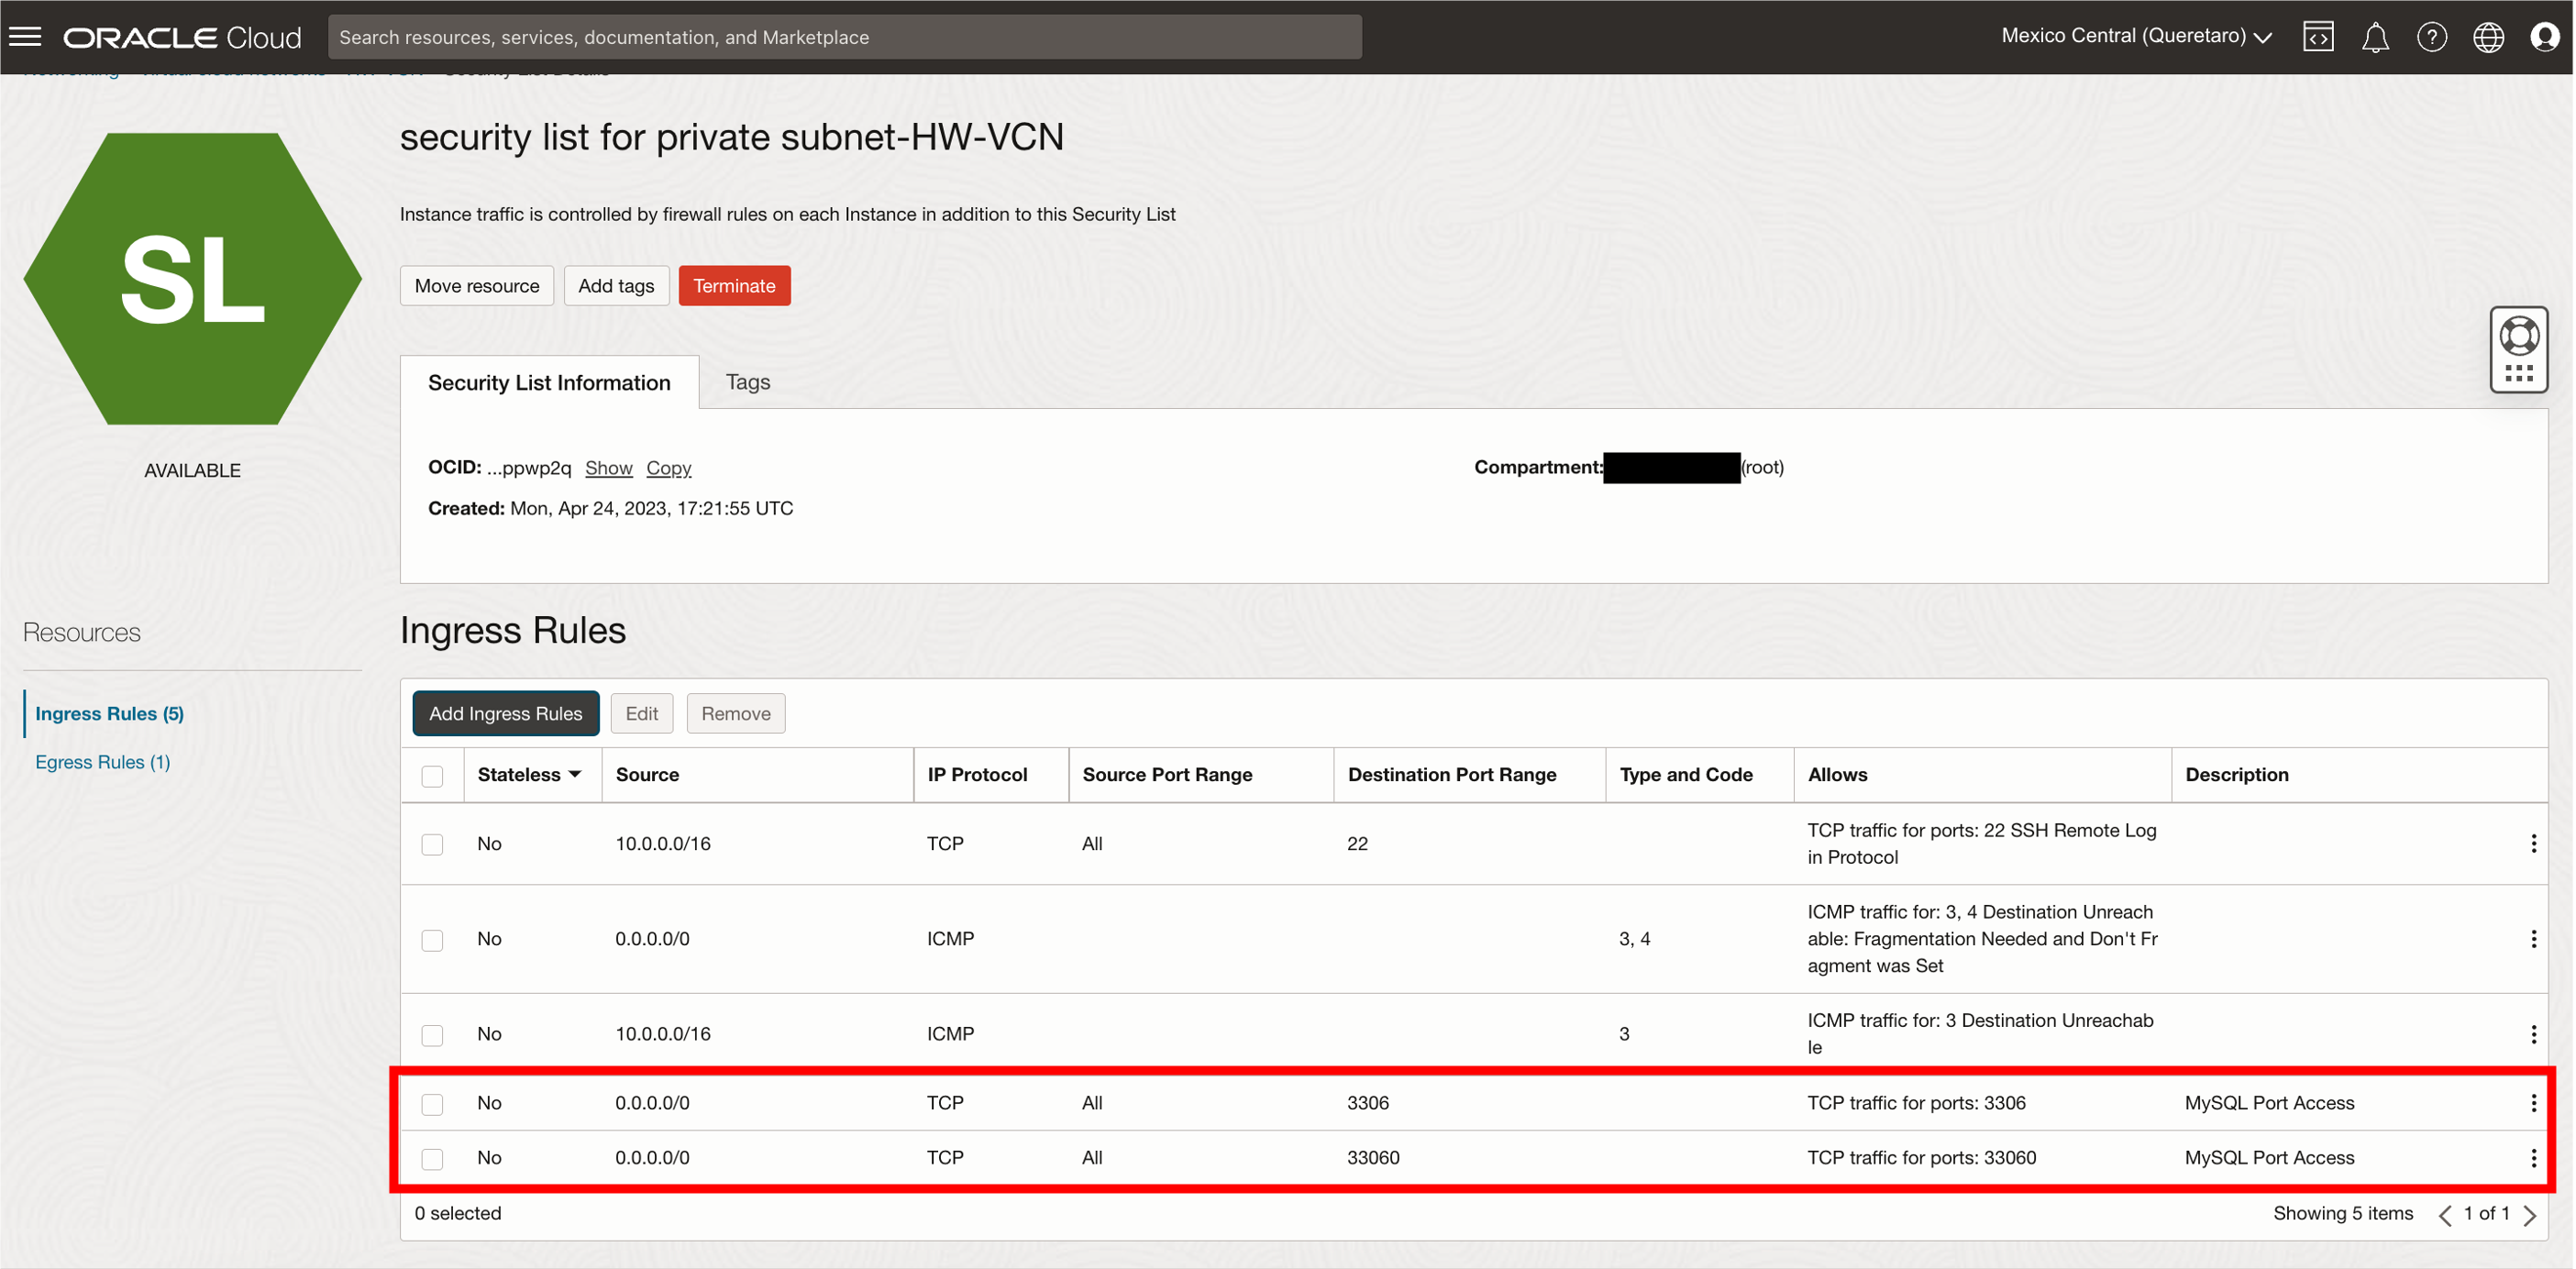 ORACLE Cloud
Search resources, services, documentation, and Marketplace
Mexico Central (Queretaro)
security list for private subnet-HW-VCN
Instance traffic is controlled by firewall rules on each Instance in addition to this Security List
Move resource Add tags Terminate
SL
AVAILABLE
Security List Information Tags
OCID: ...ppwp2q Show Copy
Compartment: (root)
Created: Mon, Apr 24, 2023, 17:21:55 UTC
Resources
Ingress Rules (5)
Egress Rules (1)
Ingress Rules
Add Ingress Rules Edit Remove
Stateless Source IP Protocol Source Port Range Destination Port Range Type and Code Allows Description
No 10.0.0.0/16 TCP All 22 TCP traffic for ports: 22 SSH Remote Log
in Protocol
No 0.0.0.0/0 ICMP 3, 4 ICMP traffic for: 3, 4 Destination Unreach
able: Fragmentation Needed and Don't Fr
agment was Set
No 10.0.0.0/16 ICMP 3 ICMP traffic for: 3 Destination Unreachab
le
No 0.0.0.0/0 TCP All 3306 TCP traffic for ports: 3306 MySQL Port Access
No 0.0.0.0/0 TCP All 33060 TCP traffic for ports: 33060 MySQL Port Access
0 selected
Showing 5 items 1 of 1